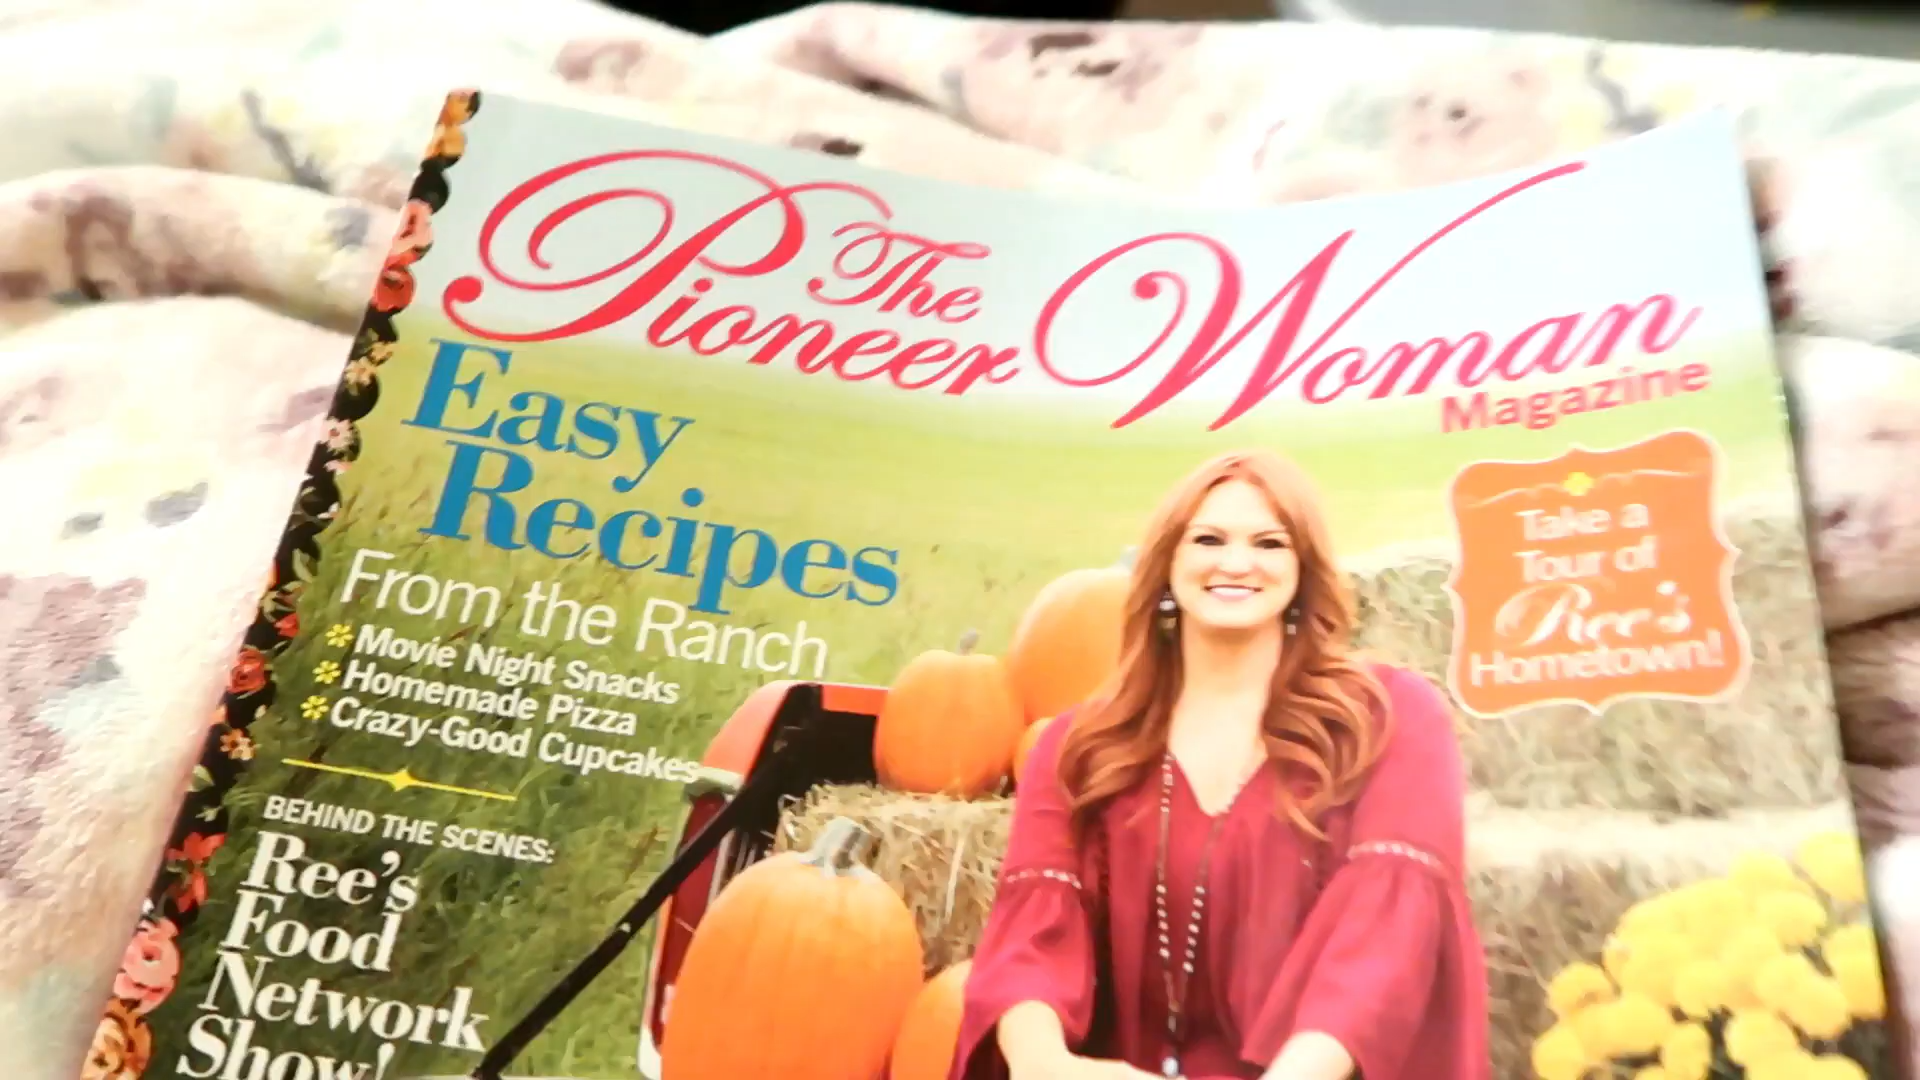 The
Pioneer Woman
Magazine
Easy
Recipes
From the Ranch
Movie Night Snacks
Homemade Pizza
Crazy-Good Cupcakes
BEHIND THE SCENES:
Ree's
Food
Network
Show!
Take a
Tour of
Ree's
Hometown!